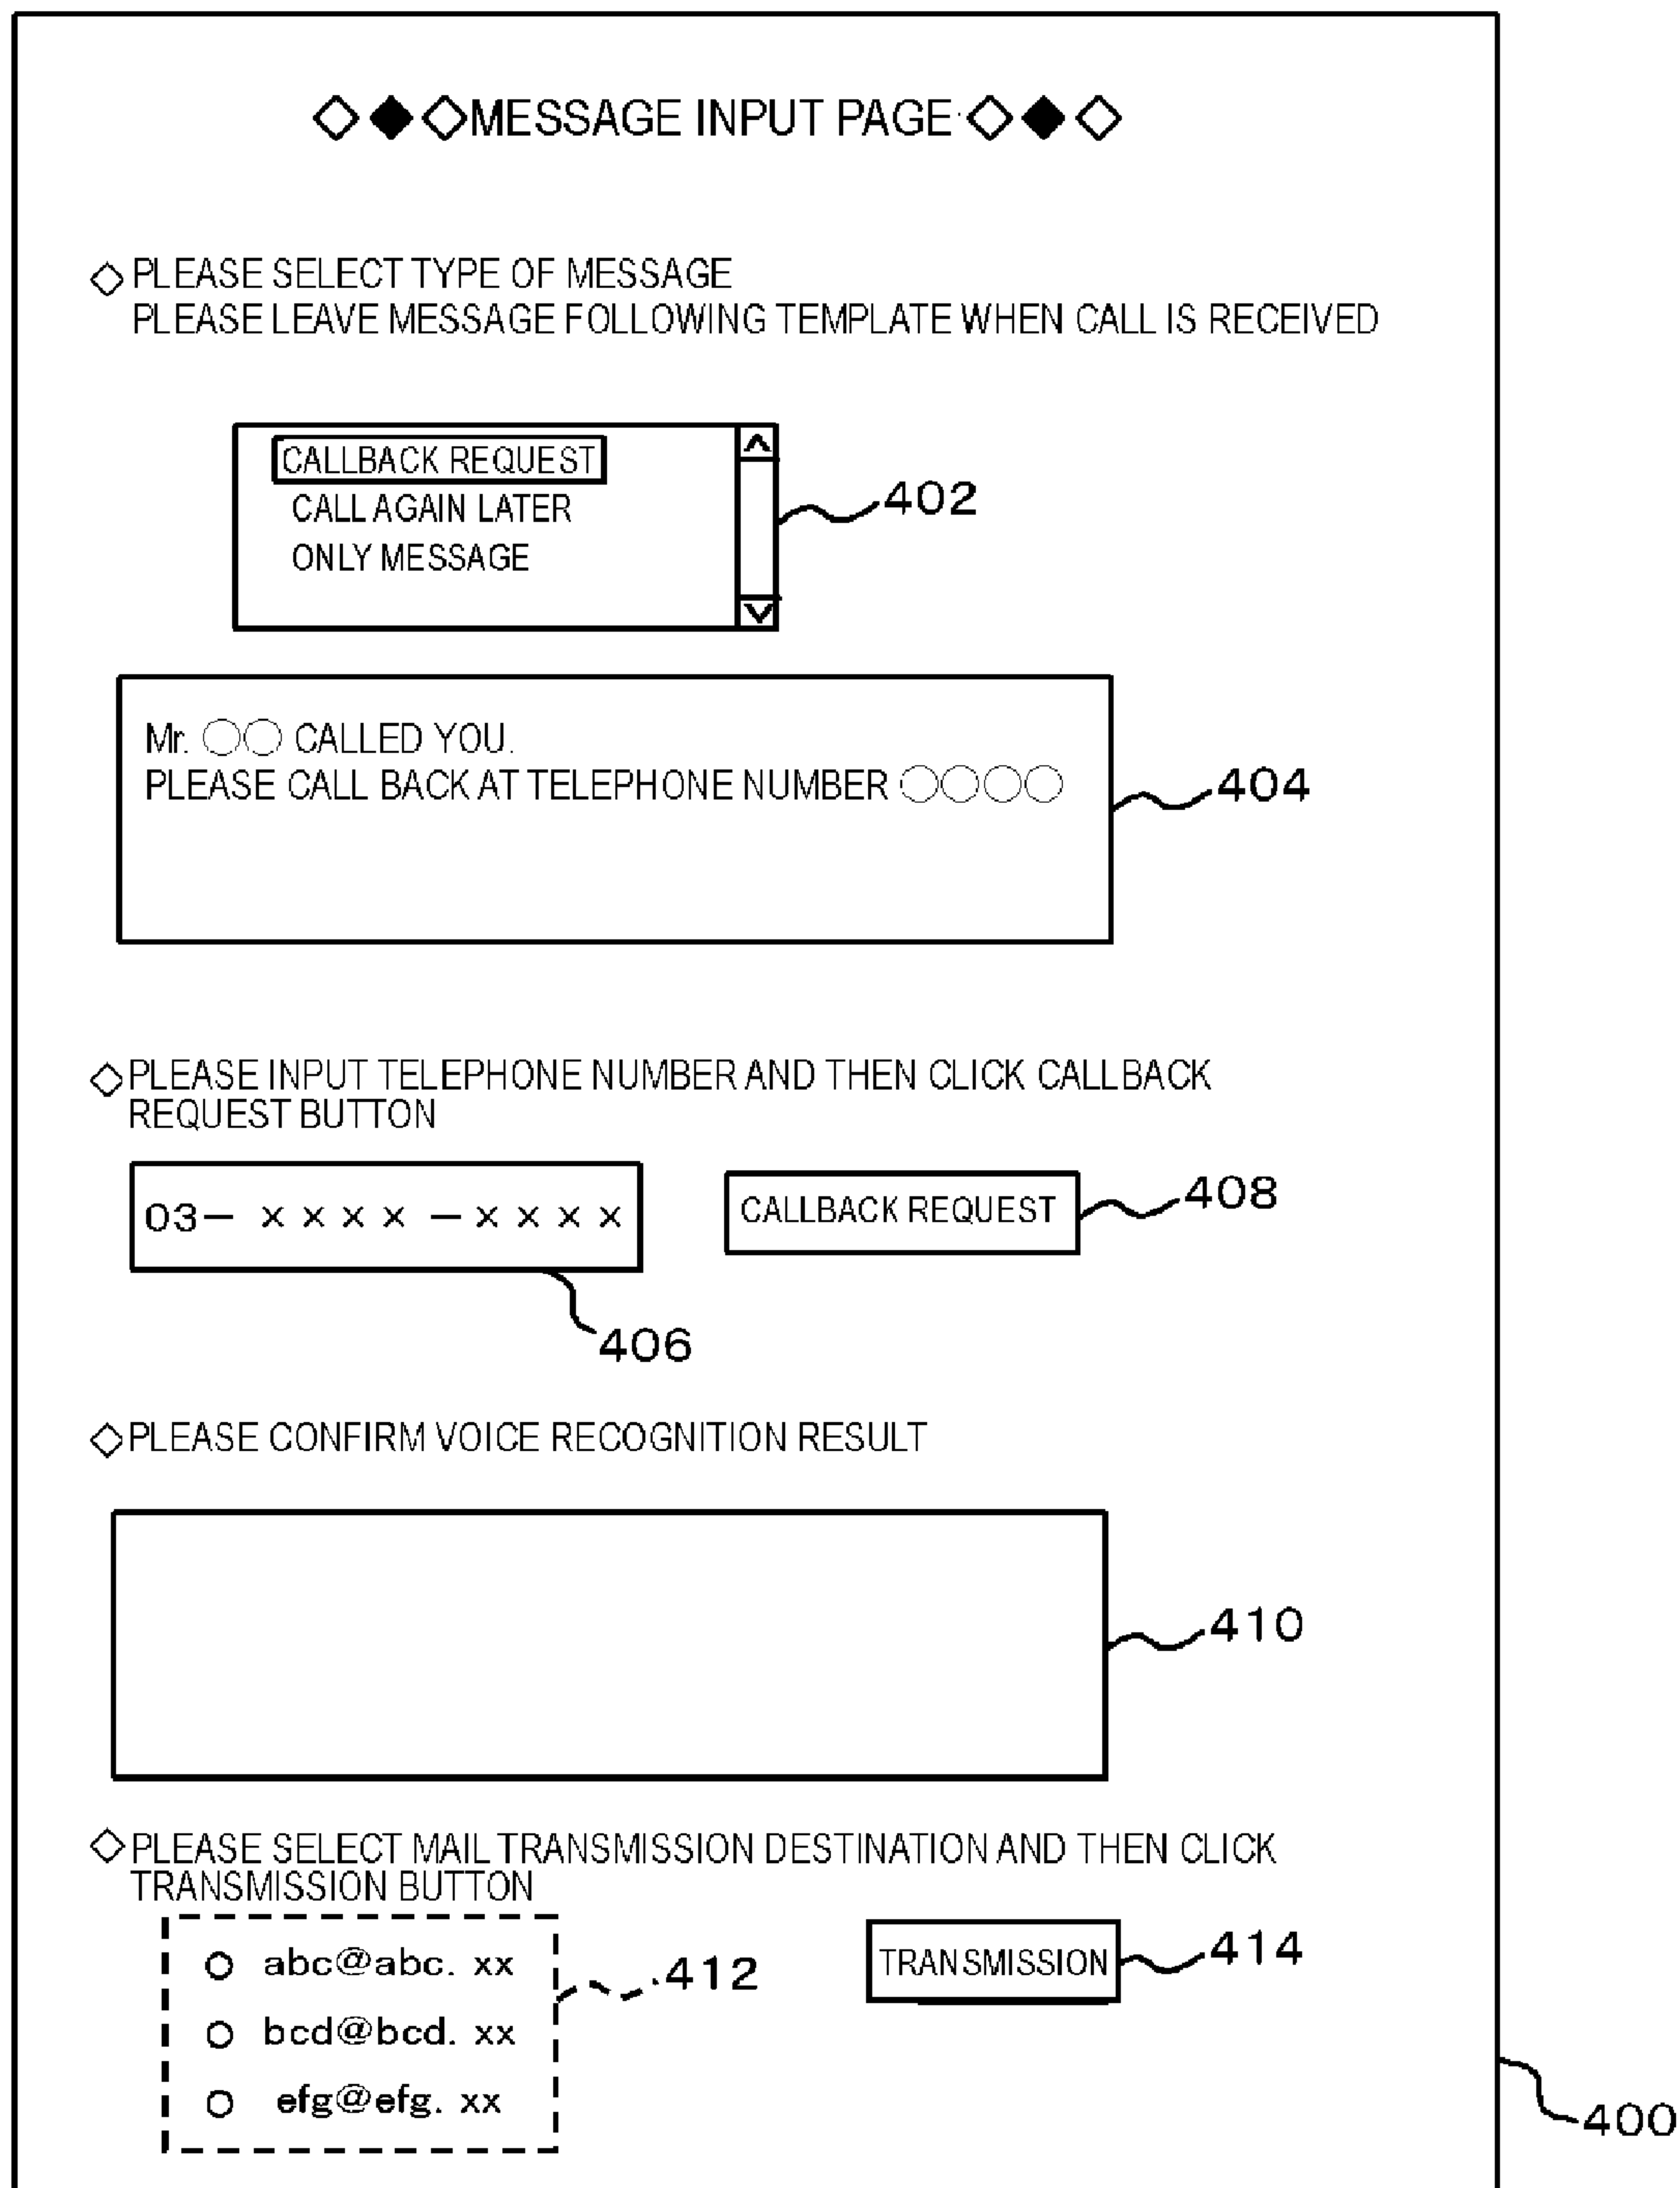 ◇◆◇MESSAGE INPUT PAGE◇◆◇
◇PLEASE SELECT TYPE OF MESSAGE
PLEASE LEAVE MESSAGE FOLLOWING TEMPLATE WHEN CALL IS RECEIVED
CALLBACK REQUEST
CALL AGAIN LATER
ONLY MESSAGE
402
Mr. ○○ CALLED YOU.
PLEASE CALL BACK AT TELEPHONE NUMBER ○○○○
404
◇PLEASE INPUT TELEPHONE NUMBER AND THEN CLICK CALLBACK
REQUEST BUTTON
03- ×××× -××××
CALLBACK REQUEST
408
406
◇PLEASE CONFIRM VOICE RECOGNITION RESULT
410
◇PLEASE SELECT MAIL TRANSMISSION DESTINATION AND THEN CLICK
TRANSMISSION BUTTON
○ abc@abc. xx
○ bcd@bcd. xx
○ efg@efg. xx
412
TRANSMISSION
414
400